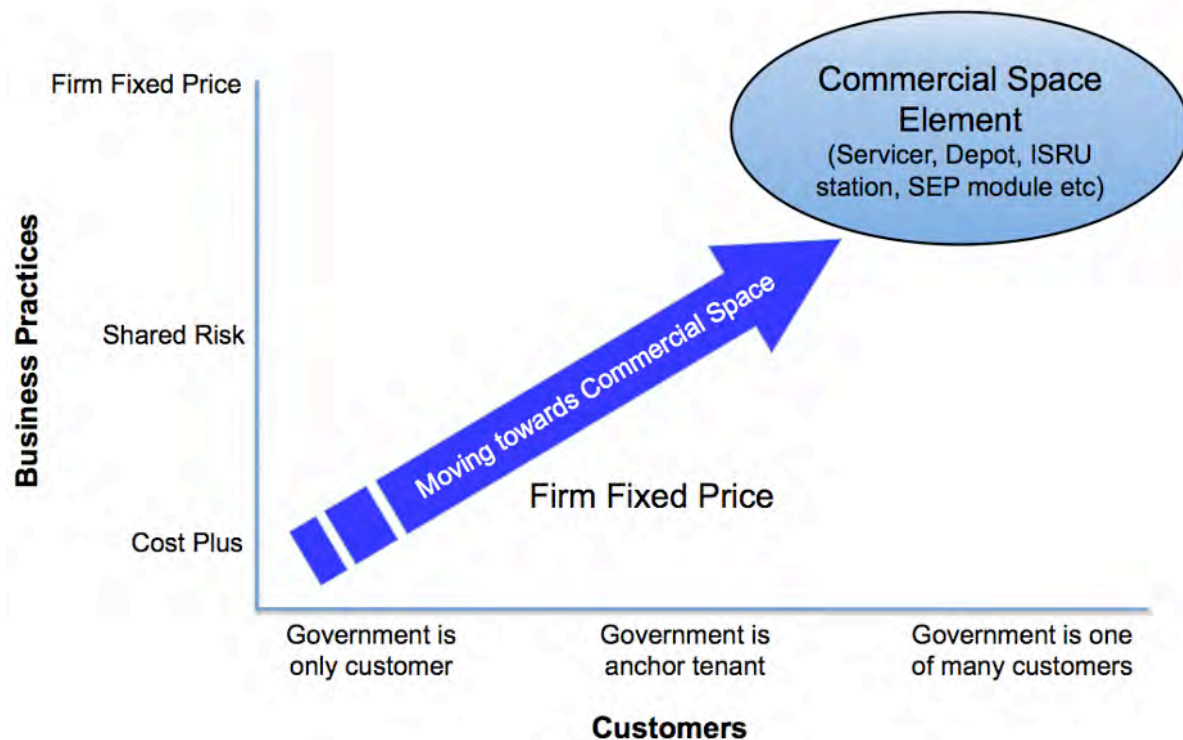 Firm Fixed Price
Commercial Space
Element
(Servicer, Depot, ISRU
station, SEP module etc)
Business Practices
Shared Risk
Moving towards Commercial Space
Firm Fixed Price
Cost Plus
Government is
only customer
Government is
anchor tenant
Government is one
of many customers
Customers